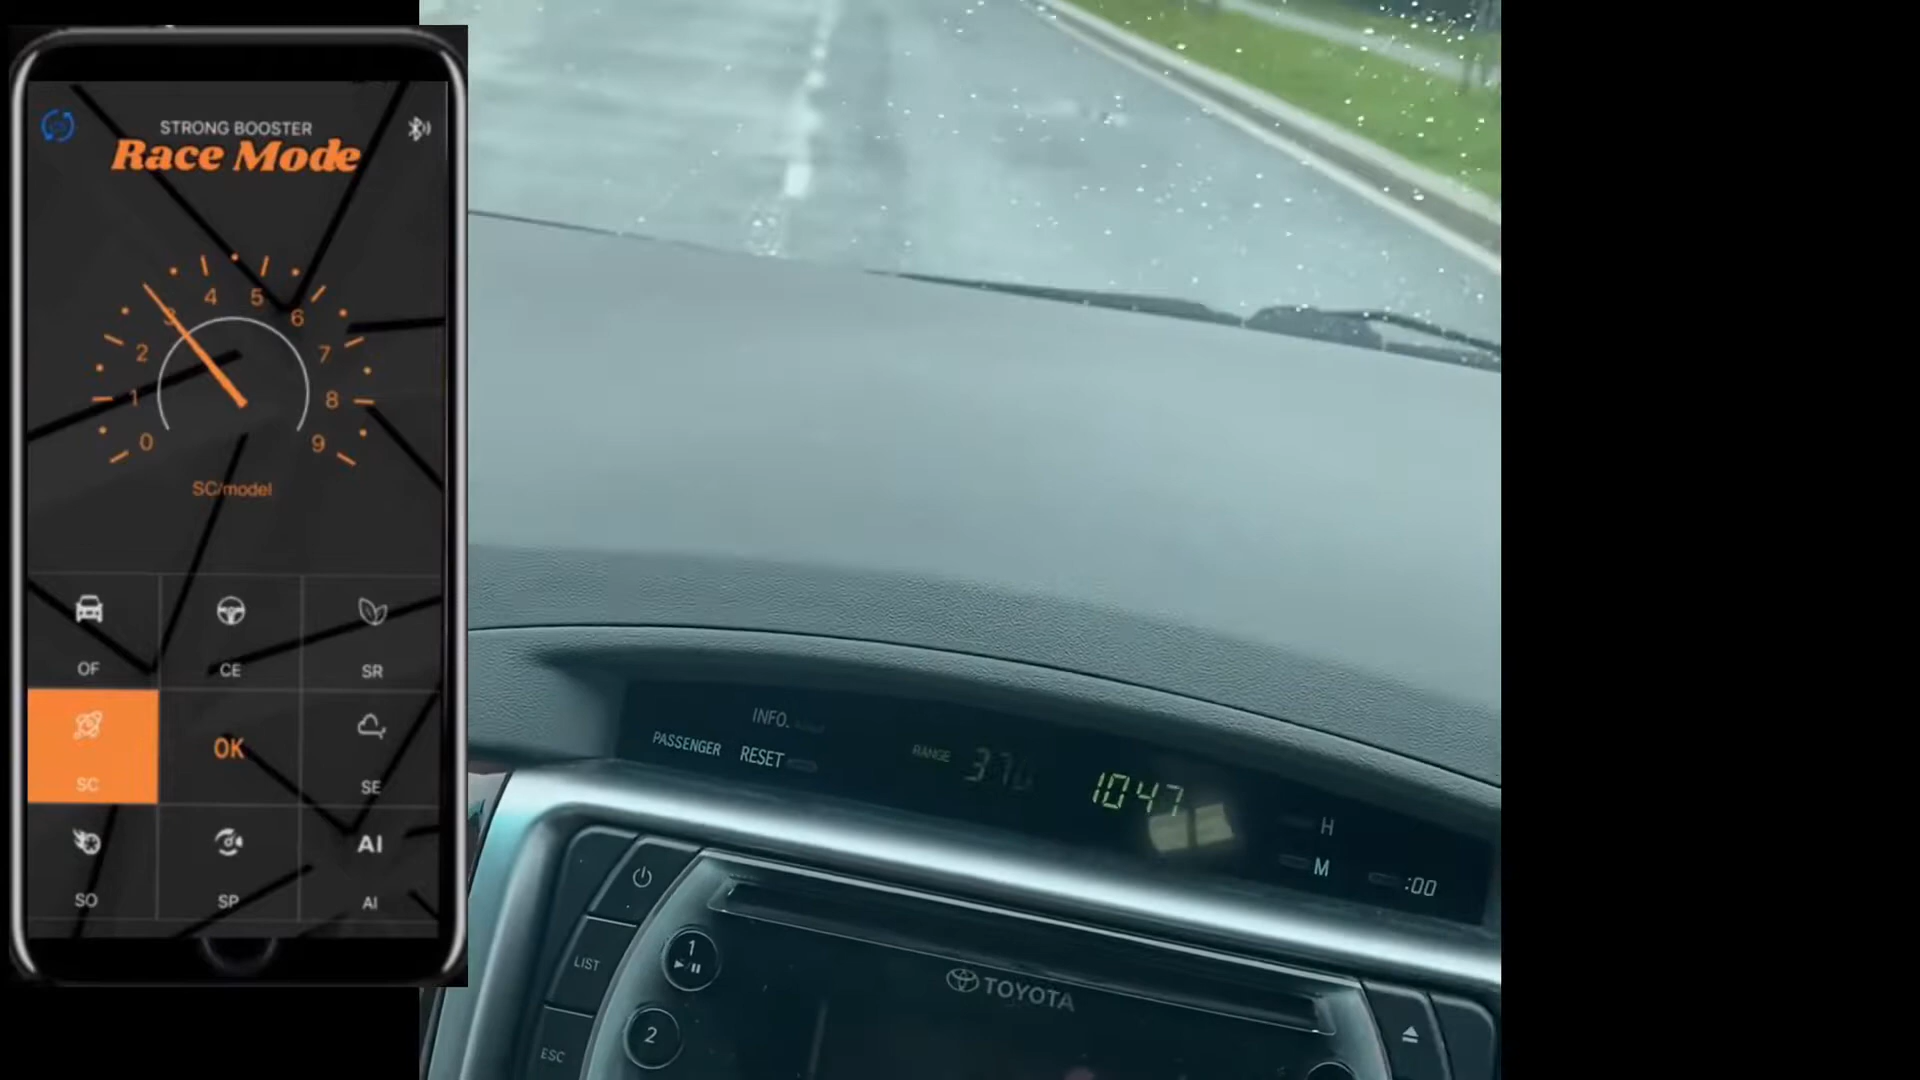 STRONG BOOSTER
Race Mode
0
1
2
3
4
5
6
7
8
9
SC/model
OF
CE
SR
SC
OK
SE
SO
SP
AI
AI
INFO.
PASSENGER
RESET
RANGE
1047
H
M
:00
LIST
1
2
ESC
TOYOTA